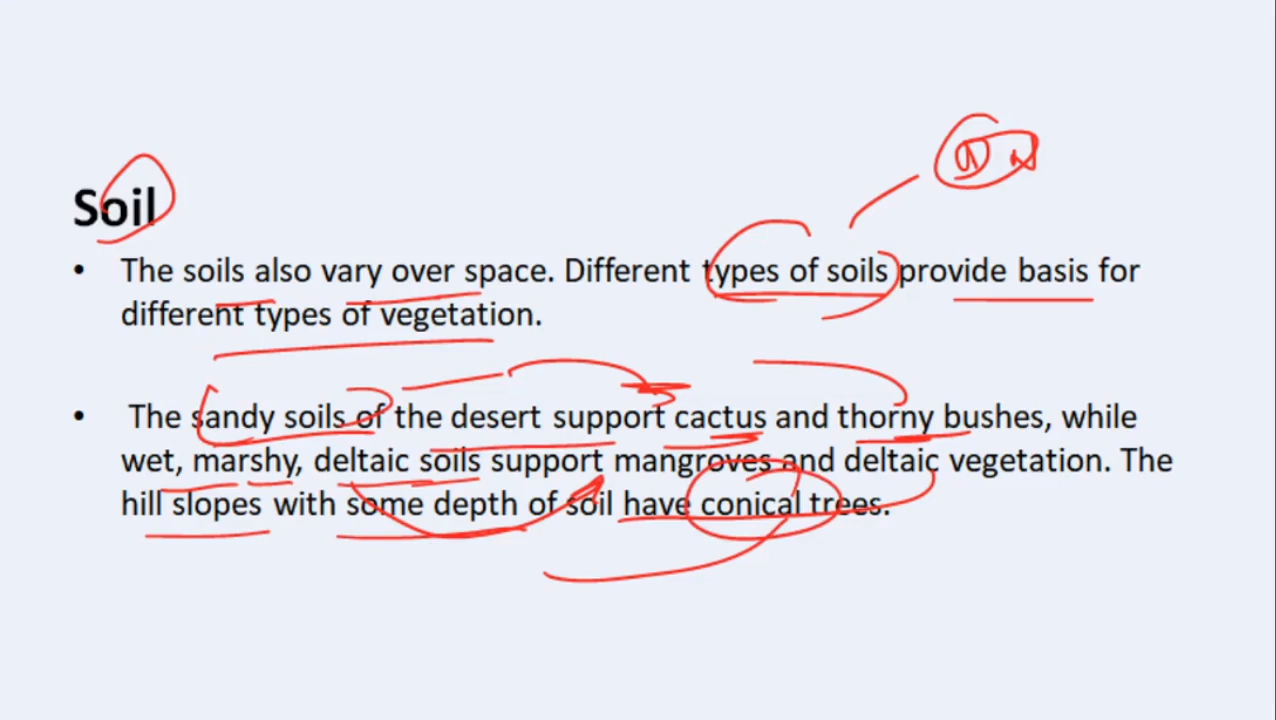 Soil
• The soils also vary over space. Different types of soils provide basis for
different types of vegetation.
• The sandy soils of the desert support cactus and thorny bushes, while
wet, marshy, deltaic soils support mangroves and deltaic vegetation. The
hill slopes with some depth of soil have conical trees.